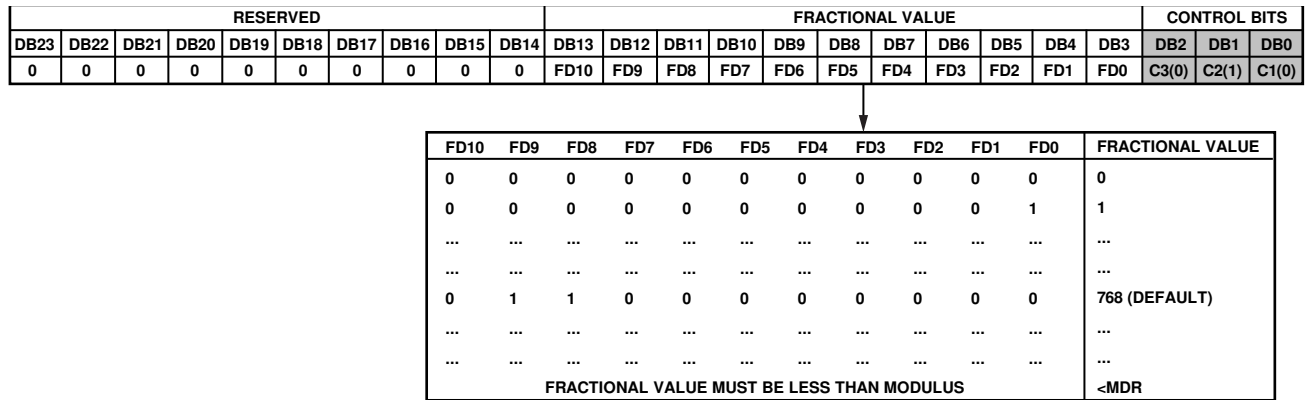 RESERVED FRACTIONAL VALUE CONTROL BITS
DB23 DB22 DB21 DB20 DB19 DB18 DB17 DB16 DB15 DB14 DB13 DB12 DB11 DB10 DB9 DB8 DB7 DB6 DB5 DB4 DB3 DB2 DB1 DB0
0 0 0 0 0 0 0 0 0 0 FD10 FD9 FD8 FD7 FD6 FD5 FD4 FD3 FD2 FD1 FD0 C3(0) C2(1) C1(0)
FD10 FD9 FD8 FD7 FD6 FD5 FD4 FD3 FD2 FD1 FD0 FRACTIONAL VALUE
0 0 0 0 0 0 0 0 0 0 0 0
0 0 0 0 0 0 0 0 0 0 1 1
... ... ... ... ... ... ... ... ... ... ... ...
... ... ... ... ... ... ... ... ... ... ... ...
0 1 1 0 0 0 0 0 0 0 0 768 (DEFAULT)
... ... ... ... ... ... ... ... ... ... ... ...
... ... ... ... ... ... ... ... ... ... ... ...
FRACTIONAL VALUE MUST BE LESS THAN MODULUS <MDR